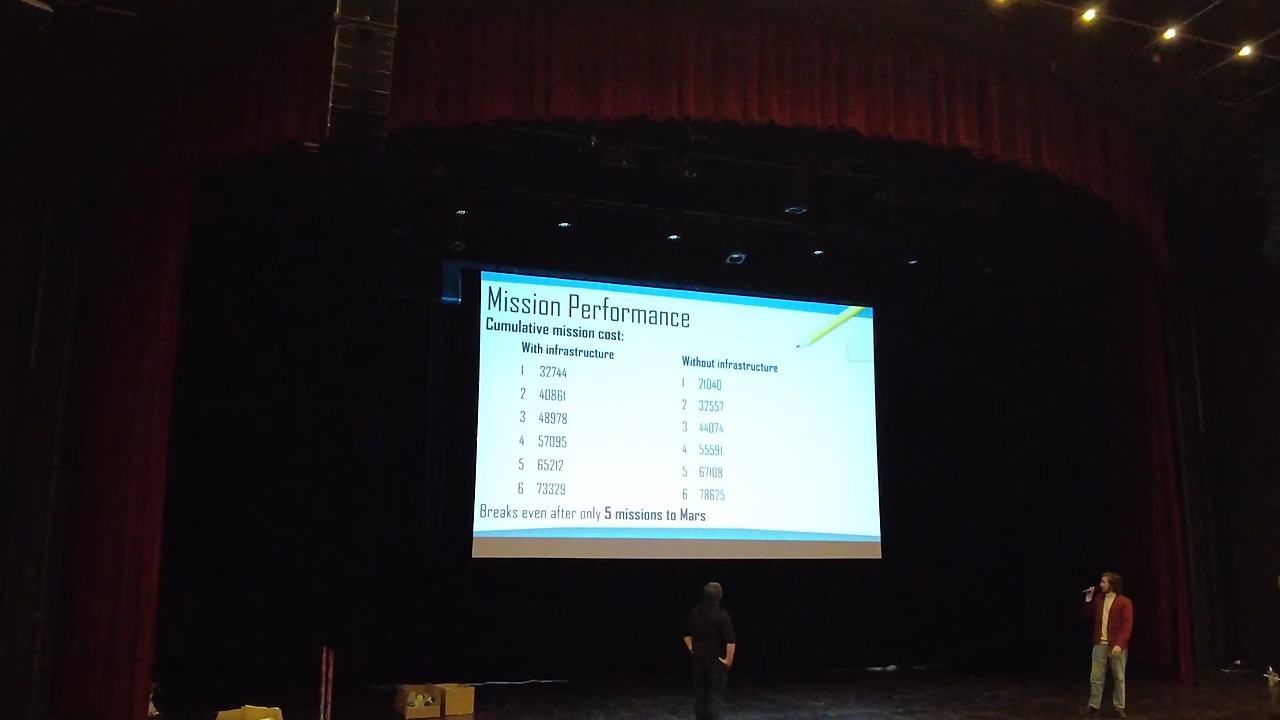 Mission Performance
Cumulative mission cost:
With infrastructure
1 32744
2 40861
3 48978
4 57095
5 65212
6 73329
Without infrastructure
1 21040
2 32557
3 44074
4 55591
5 67108
6 78625
Breaks even after only 5 missions to Mars